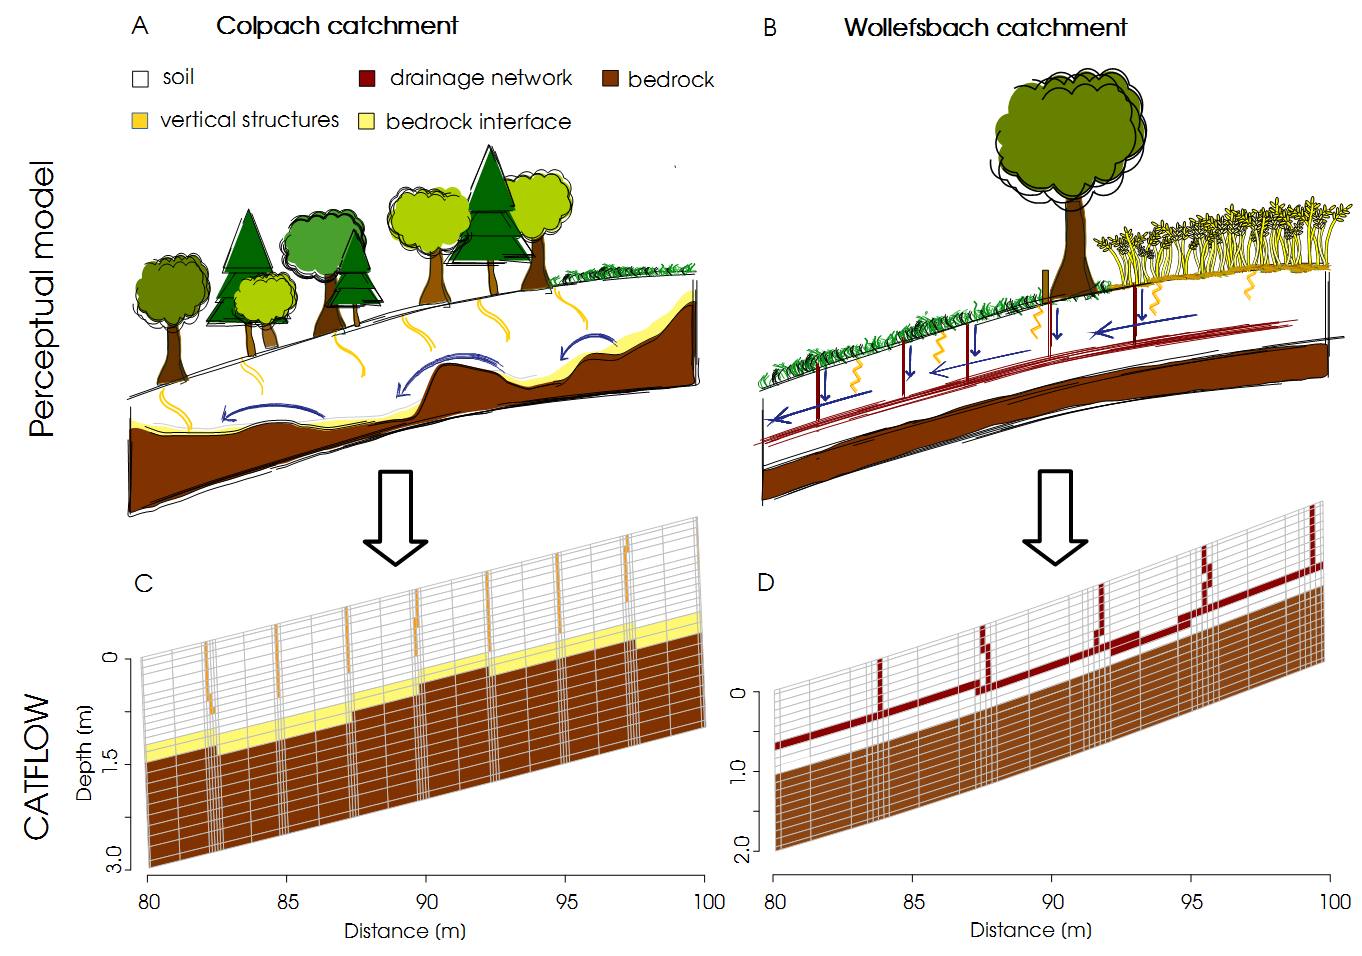 A Colpach catchment
B Wollefsbach catchment
soil
drainage network
bedrock
vertical structures
bedrock interface
Perceptual model
C
D
CATFLOW
Depth (m)
0
1.5
3.0
0
1.0
2.0
80 85 90 95 100
Distance (m)
80 85 90 95 100
Distance (m)